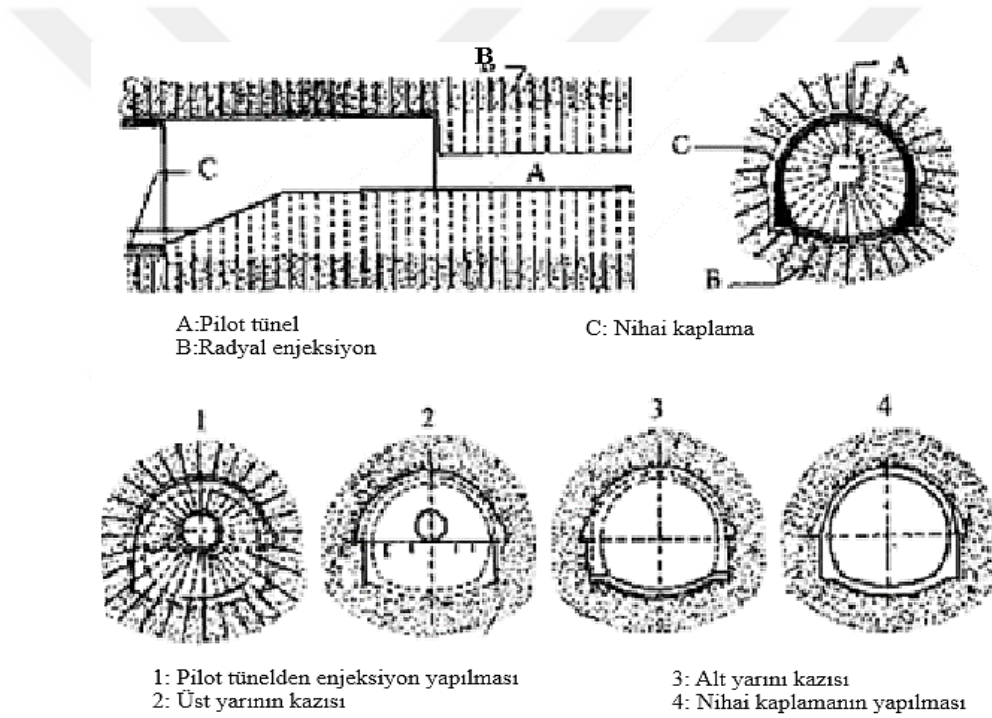 B
A
C
C
A
B
A:Pilot tünel
B:Radyal enjeksiyon
C: Nihai kaplama
1
2
3
4
1: Pilot tünelden enjeksiyon yapılması
2: Üst yarının kazısı
3: Alt yarını kazısı
4: Nihai kaplamanın yapılması